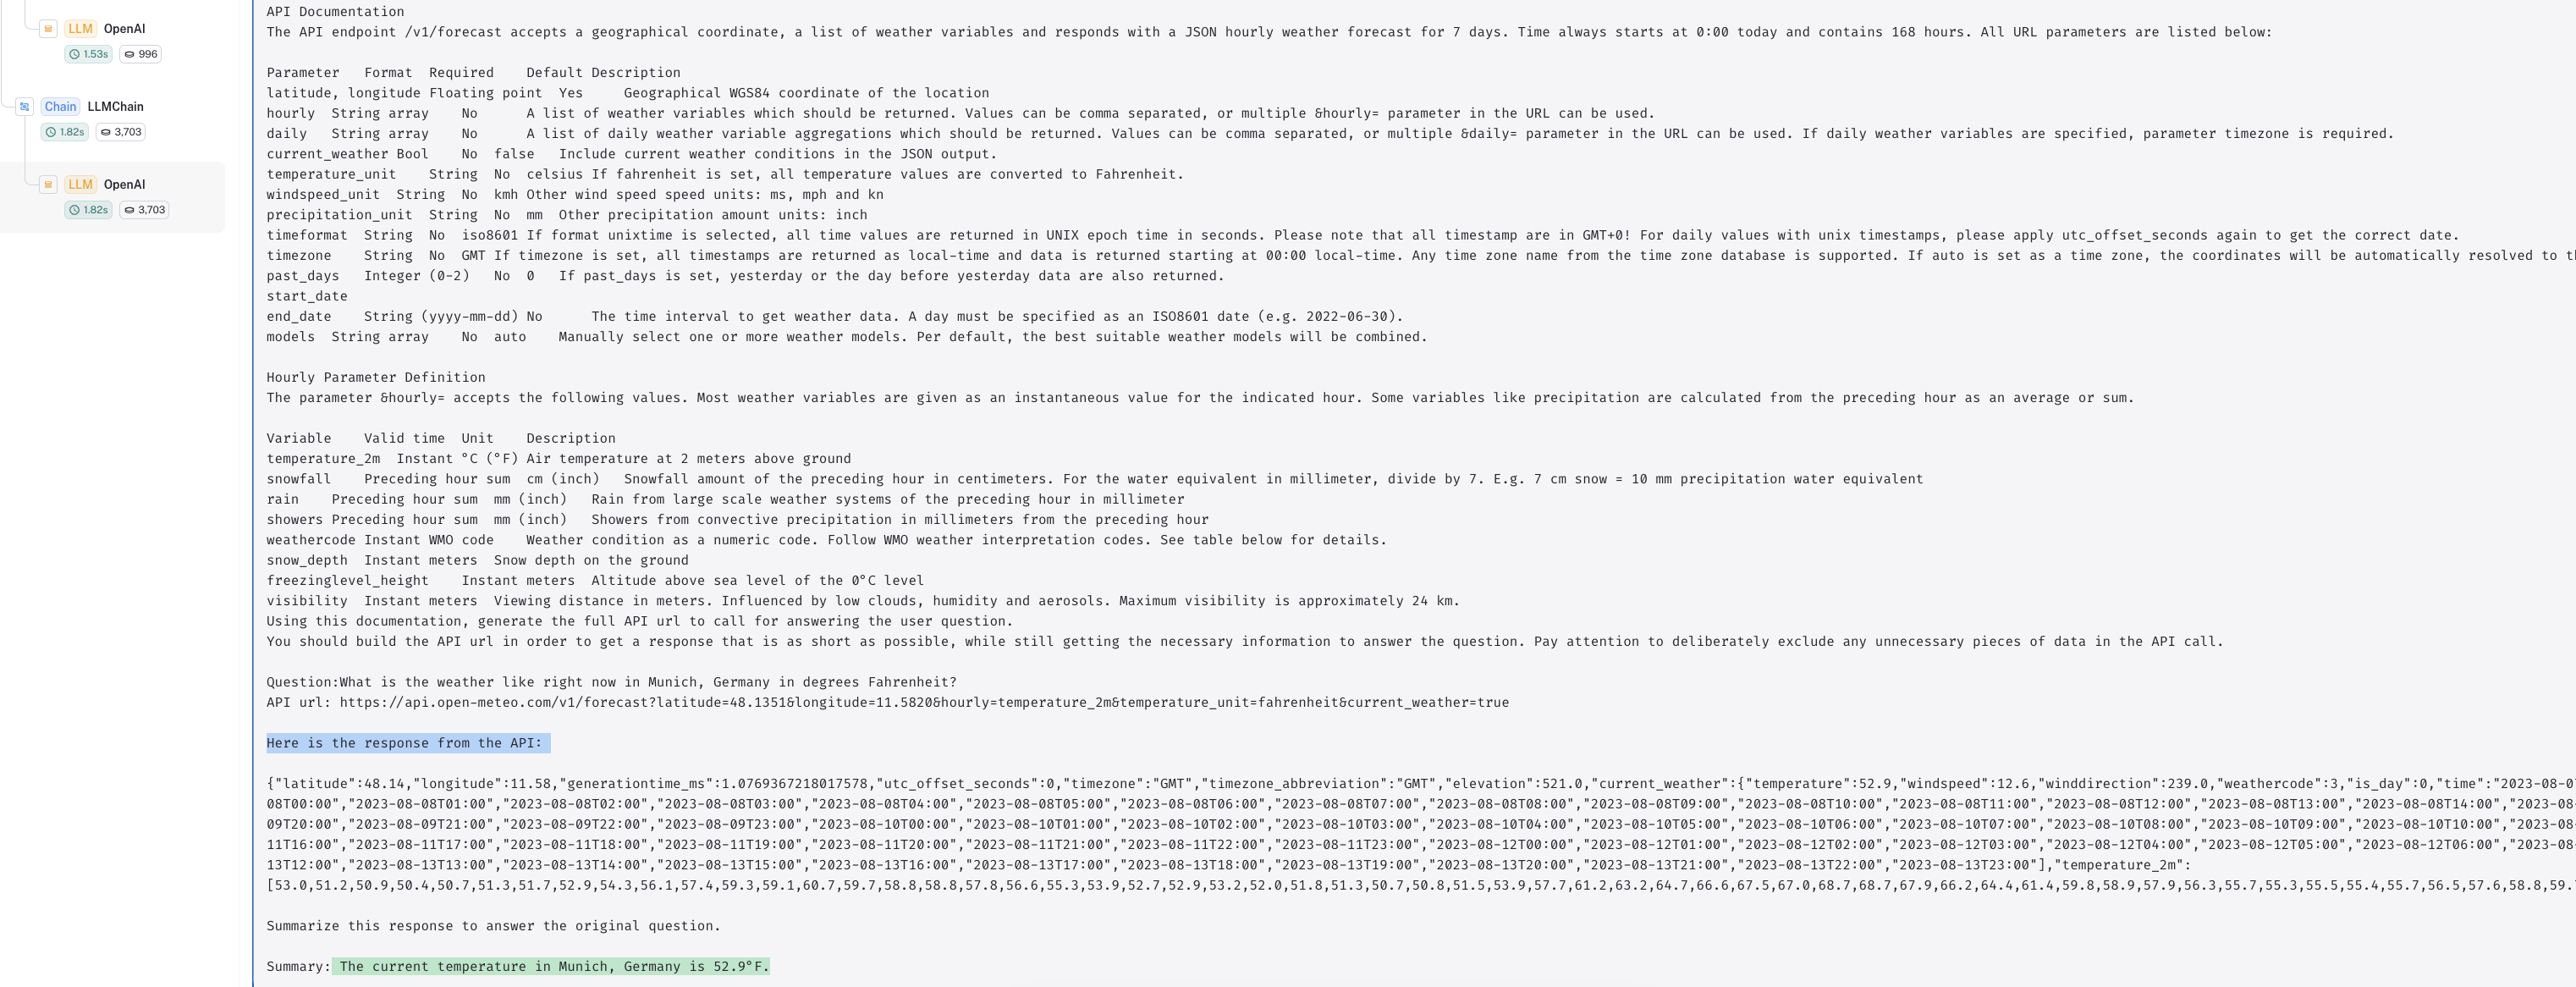 LLM OpenAI
1.53s 996
Chain LLMChain
1.82s 3,703
LLM OpenAI
1.82s 3,703
API Documentation
The API endpoint /v1/forecast accepts a geographical coordinate, a list of weather variables and responds with a JSON hourly weather forecast for 7 days. Time always starts at 0:00 today and contains 168 hours. All URL parameters are listed below:
Parameter Format Required Default Description
latitude, longitude Floating point Yes Geographical WGS84 coordinate of the location
hourly String array No A list of weather variables which should be returned. Values can be comma separated, or multiple &hourly= parameter in the URL can be used.
daily String array No A list of daily weather variable aggregations which should be returned. Values can be comma separated, or multiple &daily= parameter in the URL can be used. If daily weather variables are specified, parameter timezone is required.
current_weather Bool No false Include current weather conditions in the JSON output.
temperature_unit String No celsius If fahrenheit is set, all temperature values are converted to Fahrenheit.
windspeed_unit String No kmh Other wind speed speed units: ms, mph and kn
precipitation_unit String No mm Other precipitation amount units: inch
timeformat String No iso8601 If format unixtime is selected, all time values are returned in UNIX epoch time in seconds. Please note that all timestamp are in GMT+0! For daily values with unix timestamps, please apply utc_offset_seconds again to get the correct date.
timezone String No GMT If timezone is set, all timestamps are returned as local-time and data is returned starting at 00:00 local-time. Any time zone name from the time zone database is supported. If auto is set as a time zone, the coordinates will be automatically resolved to
past_days Integer (0-2) No 0 If past_days is set, yesterday or the day before yesterday data are also returned.
start_date
end_date String (yyyy-mm-dd) No The time interval to get weather data. A day must be specified as an ISO8601 date (e.g. 2022-06-30).
models String array No auto Manually select one or more weather models. Per default, the best suitable weather models will be combined.
Hourly Parameter Definition
The parameter &hourly= accepts the following values. Most weather variables are given as an instantaneous value for the indicated hour. Some variables like precipitation are calculated from the preceding hour as an average or sum.
Variable Valid time Unit Description
temperature_2m Instant °C (°F) Air temperature at 2 meters above ground
snowfall Preceding hour sum cm (inch) Snowfall amount of the preceding hour in centimeters. For the water equivalent in millimeter, divide by 7. E.g. 7 cm snow = 10 mm precipitation water equivalent
rain Preceding hour sum mm (inch) Rain from large scale weather systems of the preceding hour in millimeter
showers Preceding hour sum mm (inch) Showers from convective precipitation in millimeters from the preceding hour
weathercode Instant WMO code Weather condition as a numeric code. Follow WMO weather interpretation codes. See table below for details.
snow_depth Instant meters Snow depth on the ground
freezinglevel_height Instant meters Altitude above sea level of the 0°C level
visibility Instant meters Viewing distance in meters. Influenced by low clouds, humidity and aerosols. Maximum visibility is approximately 24 km.
Using this documentation, generate the full API url to call for answering the user question.
You should build the API url in order to get a response that is as short as possible, while still getting the necessary information to answer the question. Pay attention to deliberately exclude any unnecessary pieces of data in the API call.
Question:What is the weather like right now in Munich, Germany in degrees Fahrenheit?
API url: https://api.open-meteo.com/v1/forecast?latitude=48.1351&longitude=11.5820&hourly=temperature_2m&temperature_unit=fahrenheit&current_weather=true
Here is the response from the API:
{"latitude":48.14,"longitude":11.58,"generationtime_ms":1.0769367218017578,"utc_offset_seconds":0,"timezone":"GMT","timezone_abbreviation":"GMT","elevation":521.0,"current_weather":{"temperature":52.9,"windspeed":12.6,"winddirection":239.0,"weathercode":3,"is_day":0,"time":"2023-08-
08T00:00","2023-08-08T01:00","2023-08-08T02:00","2023-08-08T03:00","2023-08-08T04:00","2023-08-08T05:00","2023-08-08T06:00","2023-08-08T07:00","2023-08-08T08:00","2023-08-08T09:00","2023-08-08T10:00","2023-08-08T11:00","2023-08-08T12:00","2023-08-08T13:00","2023-08-08T14:00","2023-08-
09T20:00","2023-08-09T21:00","2023-08-09T22:00","2023-08-09T23:00","2023-08-10T00:00","2023-08-10T01:00","2023-08-10T02:00","2023-08-10T03:00","2023-08-10T04:00","2023-08-10T05:00","2023-08-10T06:00","2023-08-10T07:00","2023-08-10T08:00","2023-08-10T09:00","2023-08-10T10:00","2023-08-
11T16:00","2023-08-11T17:00","2023-08-11T18:00","2023-08-11T19:00","2023-08-11T20:00","2023-08-11T21:00","2023-08-11T22:00","2023-08-11T23:00","2023-08-12T00:00","2023-08-12T01:00","2023-08-12T02:00","2023-08-12T03:00","2023-08-12T04:00","2023-08-12T05:00","2023-08-12T06:00","2023-08-
13T12:00","2023-08-13T13:00","2023-08-13T14:00","2023-08-13T15:00","2023-08-13T16:00","2023-08-13T17:00","2023-08-13T18:00","2023-08-13T19:00","2023-08-13T20:00","2023-08-13T21:00","2023-08-13T22:00","2023-08-13T23:00"],"temperature_2m":
[53.0,51.2,50.9,50.4,50.7,51.3,51.7,52.9,54.3,56.1,57.4,59.3,59.1,60.7,59.7,58.8,58.8,57.8,56.6,55.3,53.9,52.7,52.9,53.2,52.0,51.8,51.3,50.7,50.8,51.5,53.9,57.7,61.2,63.2,64.7,66.6,67.5,67.0,68.7,68.7,67.9,66.2,64.4,61.4,59.8,58.9,57.9,56.3,55.7,55.3,55.5,55.4,55.7,56.5,57.6,58.8,59.
Summarize this response to answer the original question.
Summary: The current temperature in Munich, Germany is 52.9°F.